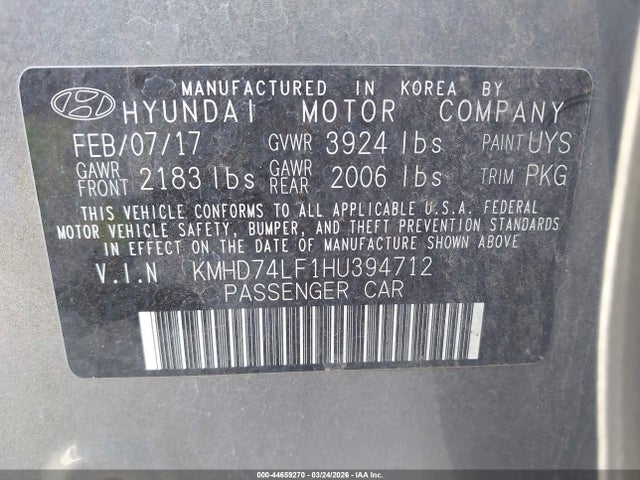 MANUFACTURED IN KOREA BY
HYUNDAI MOTOR COMPANY
FEB/07/17 GVWR 3924 lbs PAINT UYS
GAWR FRONT 2183 lbs GAWR REAR 2006 lbs TRIM PKG
THIS VEHICLE CONFORMS TO ALL APPLICABLE U.S.A. FEDERAL
MOTOR VEHICLE SAFETY, BUMPER, AND THEFT PREVENTION STANDARDS
IN EFFECT ON THE DATE OF MANUFACTURE SHOWN ABOVE
V.I.N KMHD74LF1HU394712
PASSENGER CAR
000-44659270 - 03/24/2026 - IAA Inc.